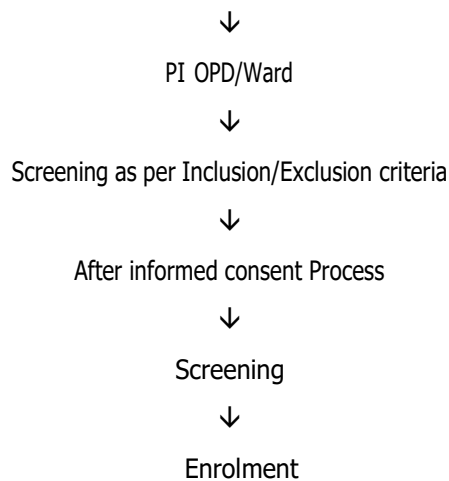 ↓
PI OPD/Ward
↓
Screening as per Inclusion/Exclusion criteria
↓
After informed consent Process
↓
Screening
↓
Enrolment